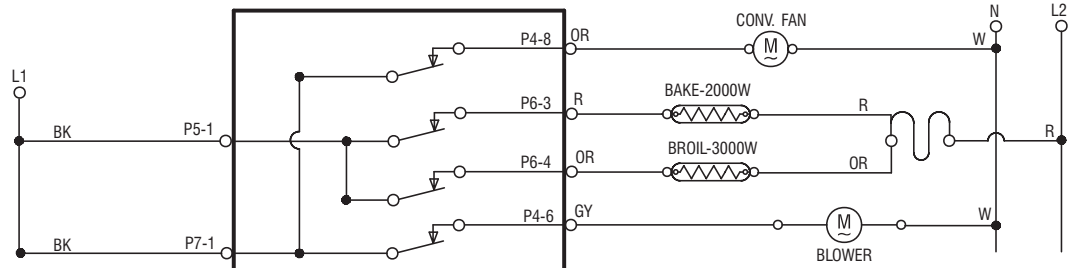 CONV. FAN
N
L2
P4-8
OR
M
~
W
L1
BAKE-2000W
P6-3
R
R
BK
P5-1
R
BROIL-3000W
P6-4
OR
OR
P4-6
GY
M
~
W
BK
P7-1
BLOWER